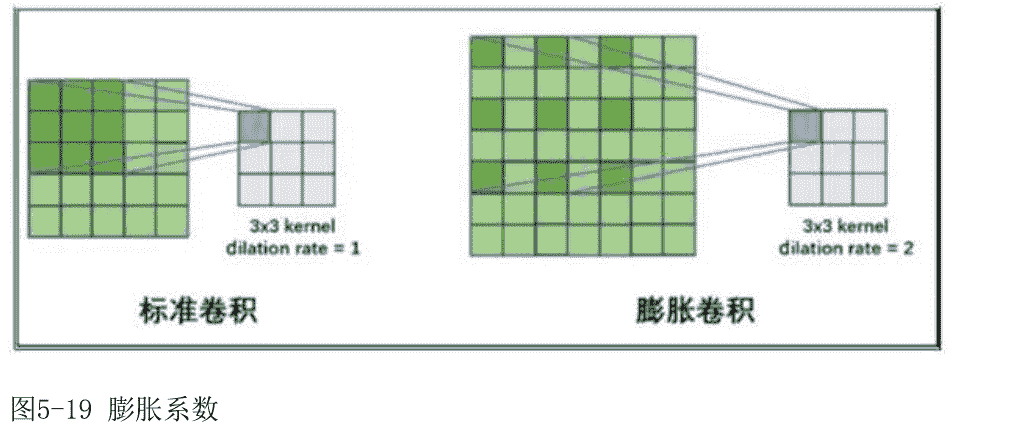 3x3 kernel
dilation rate = 1
3x3 kernel
dilation rate = 2
标准卷积
膨胀卷积
图5-19 膨胀系数